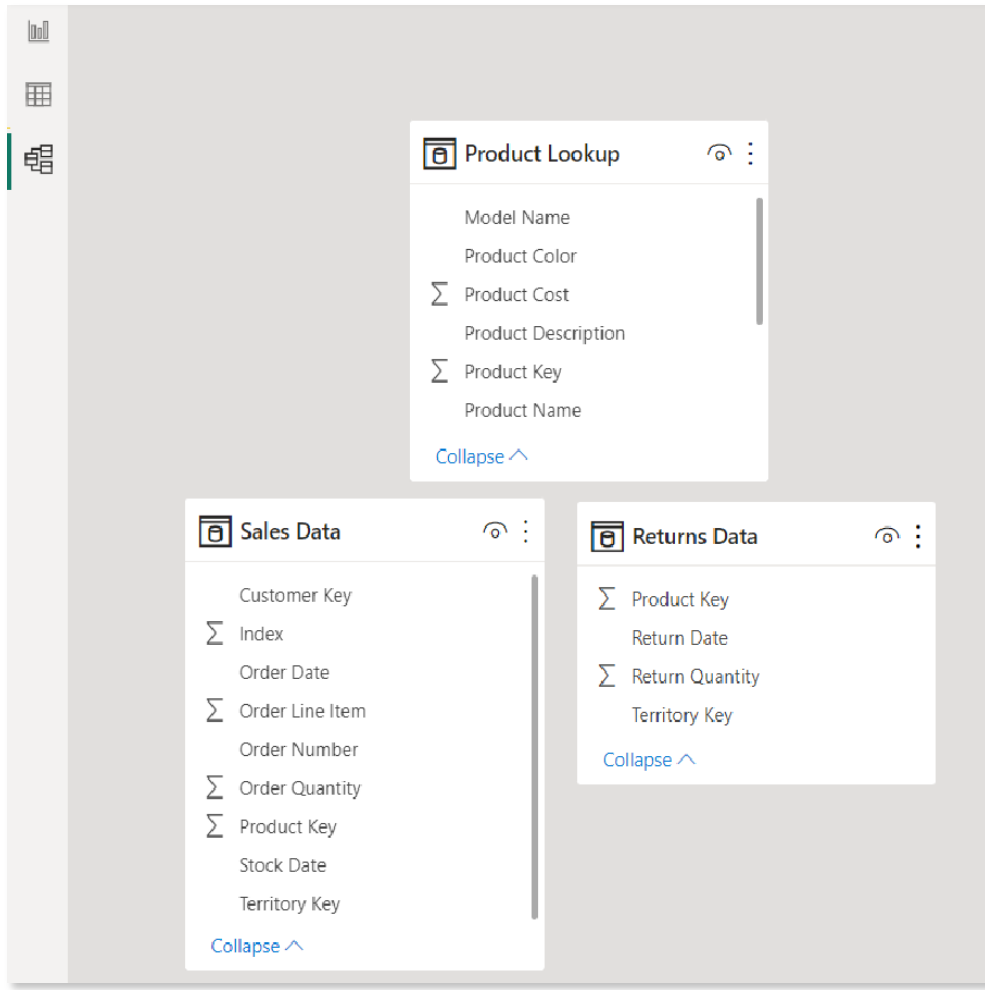 Product Lookup
Model Name
Product Color
∑ Product Cost
Product Description
∑ Product Key
Product Name
Collapse
Sales Data
Customer Key
∑ Index
Order Date
∑ Order Line Item
Order Number
∑ Order Quantity
∑ Product Key
Stock Date
Territory Key
Collapse
Returns Data
∑ Product Key
Return Date
∑ Return Quantity
Territory Key
Collapse